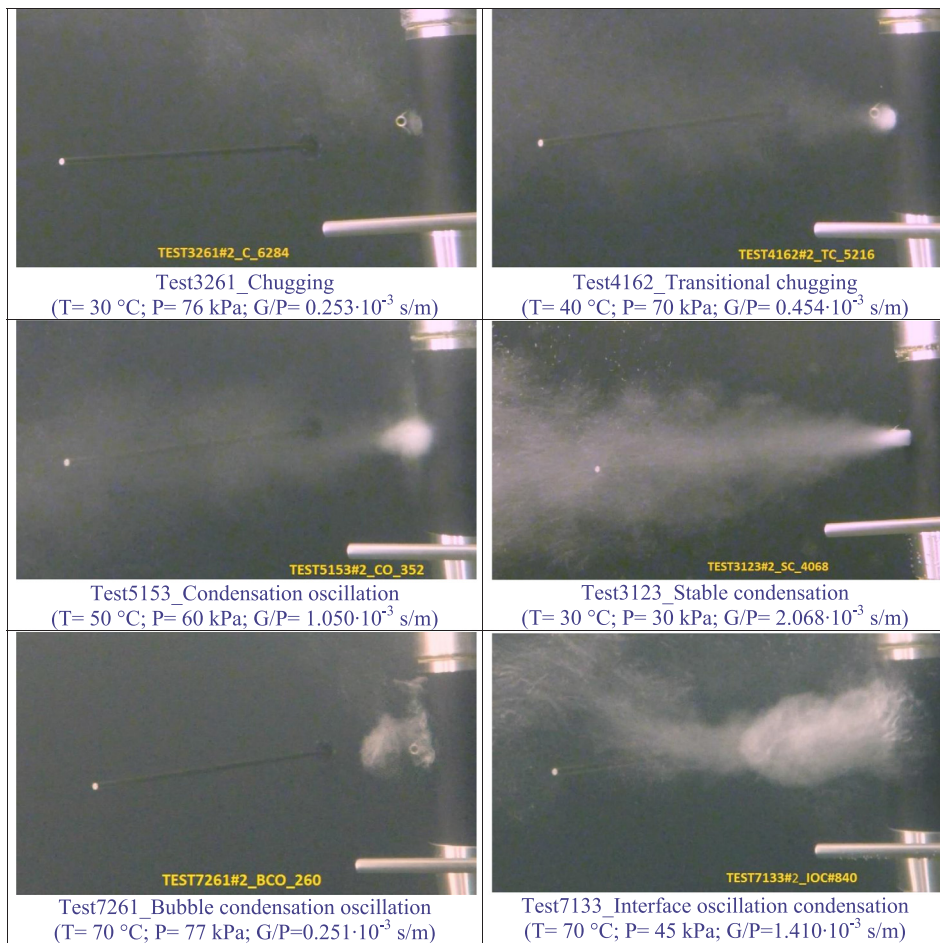 TEST3261#2_C_6284
Test3261_Chugging
(T= 30 °C; P= 76 kPa; G/P= 0.253·10⁻³ s/m)
TEST4162#2_TC_5216
Test4162_Transitional chugging
(T= 40 °C; P= 70 kPa; G/P= 0.454·10⁻³ s/m)
TEST5153#2_CO_352
Test5153_Condensation oscillation
(T= 50 °C; P= 60 kPa; G/P= 1.050·10⁻³ s/m)
TEST3123#2_SC_4068
Test3123_Stable condensation
(T= 30 °C; P= 30 kPa; G/P= 2.068·10⁻³ s/m)
TEST7261#2_BCO_260
Test7261_Bubble condensation oscillation
(T= 70 °C; P= 77 kPa; G/P=0.251·10⁻³ s/m)
TEST7133#2_IOC#840
Test7133_Interface oscillation condensation
(T= 70 °C; P= 45 kPa; G/P= 1.410·10⁻³ s/m)